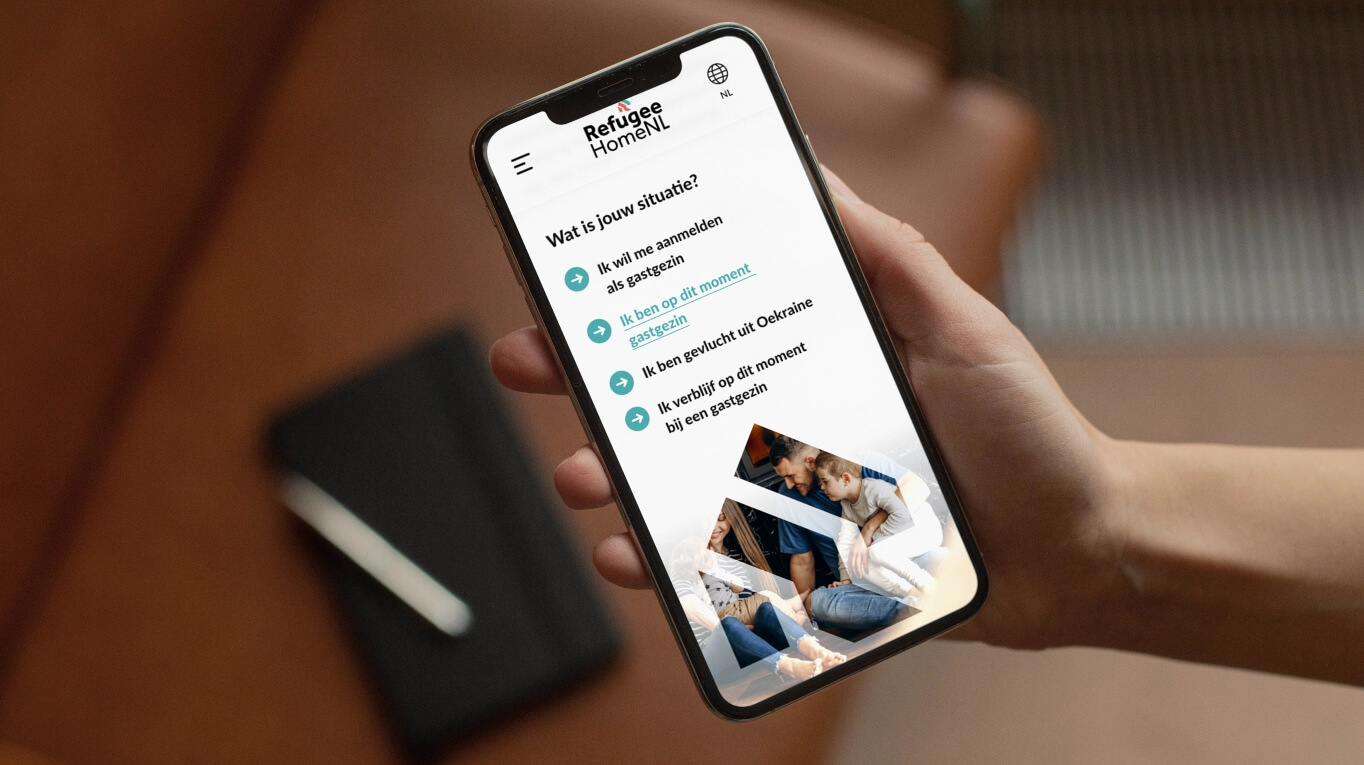 Refugee
HomeNL
NL
Wat is jouw situatie?
Ik wil me aanmelden
als gastgezin
Ik ben op dit moment
gastgezin
Ik ben gevlucht uit Oekraine
Ik verblijf op dit moment
bij een gastgezin